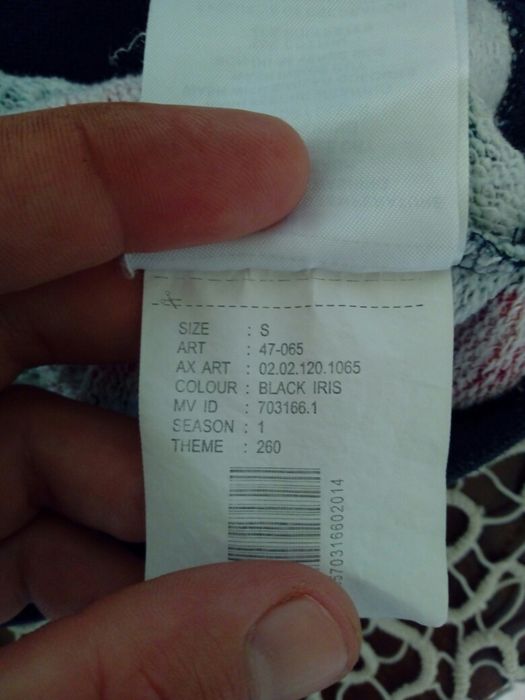 SIZE : S
ART : 47-065
AX ART : 02.02.120.1065
COLOUR : BLACK IRIS
MV ID : 703166.1
SEASON : 1
THEME : 260
570316602014